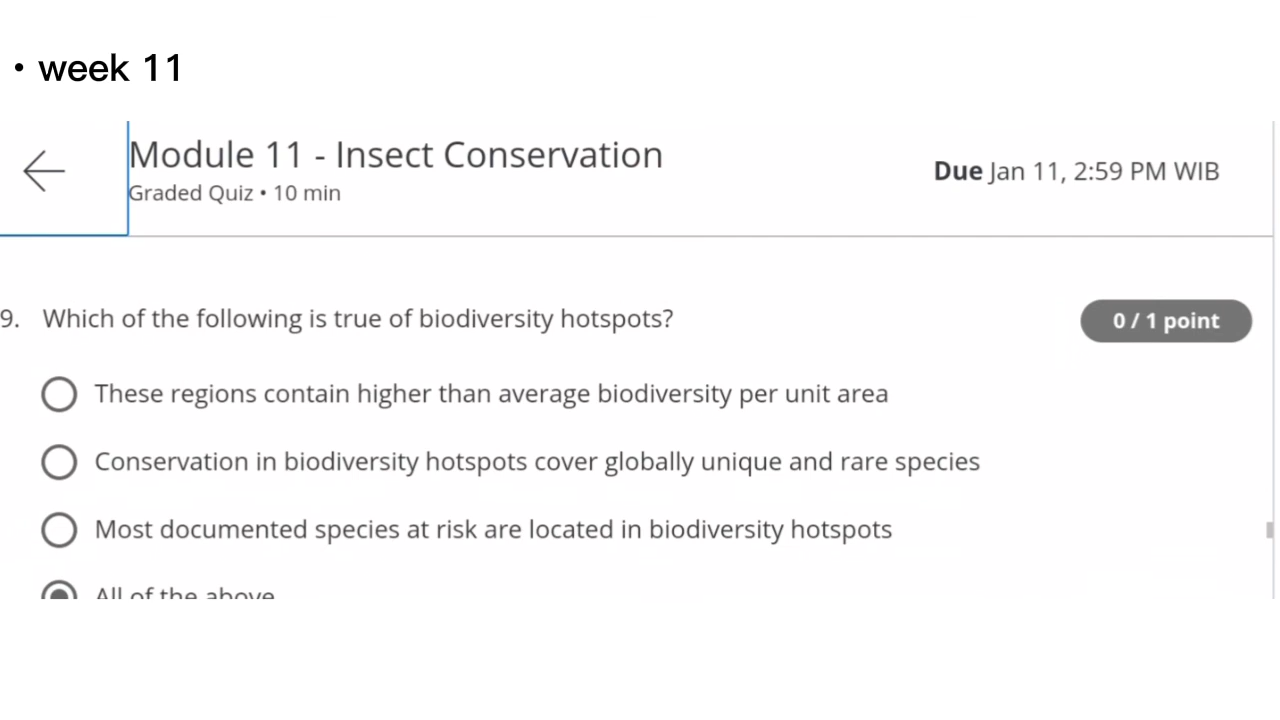 • week 11
Module 11 - Insect Conservation
Graded Quiz • 10 min
Due Jan 11, 2:59 PM WIB
9. Which of the following is true of biodiversity hotspots?
0 / 1 point
These regions contain higher than average biodiversity per unit area
Conservation in biodiversity hotspots cover globally unique and rare species
Most documented species at risk are located in biodiversity hotspots
All of the above